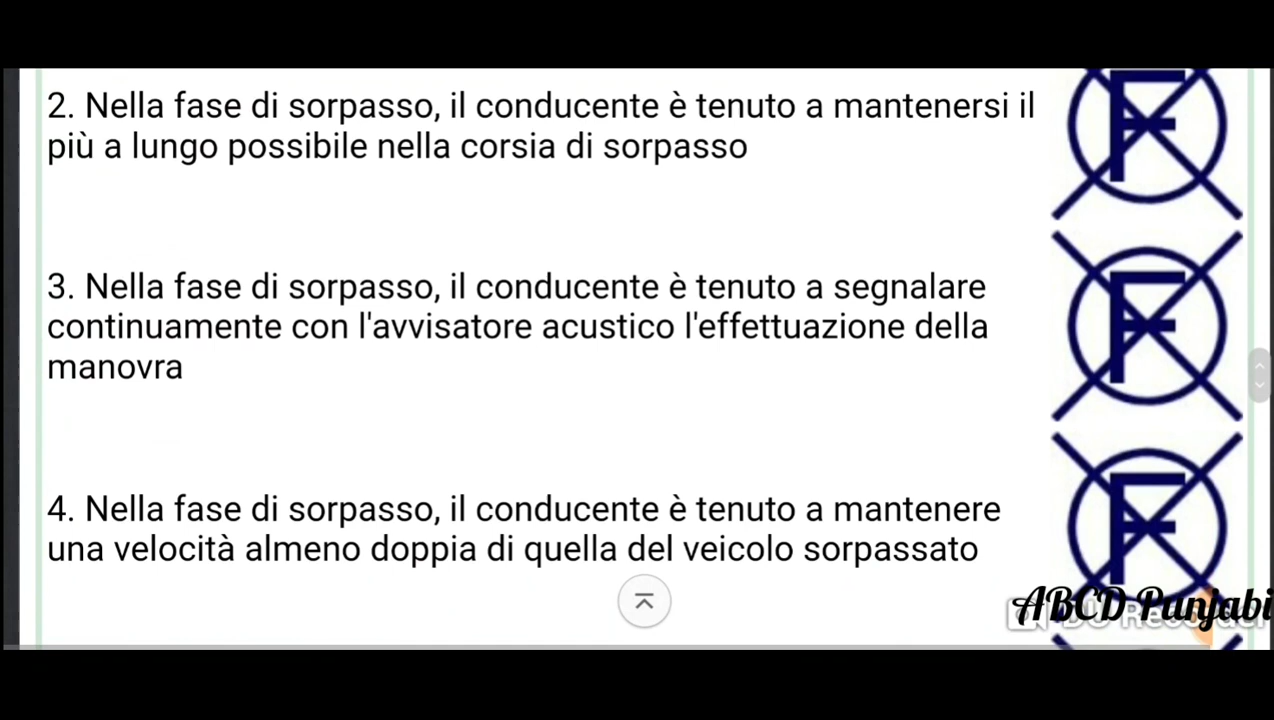 2. Nella fase di sorpasso, il conducente è tenuto a mantenersi il
più a lungo possibile nella corsia di sorpasso
F
3. Nella fase di sorpasso, il conducente è tenuto a segnalare
continuamente con l'avvisatore acustico l'effettuazione della
manovra
F
4. Nella fase di sorpasso, il conducente è tenuto a mantenere
una velocità almeno doppia di quella del veicolo sorpassato
F
ABCD Punjabi